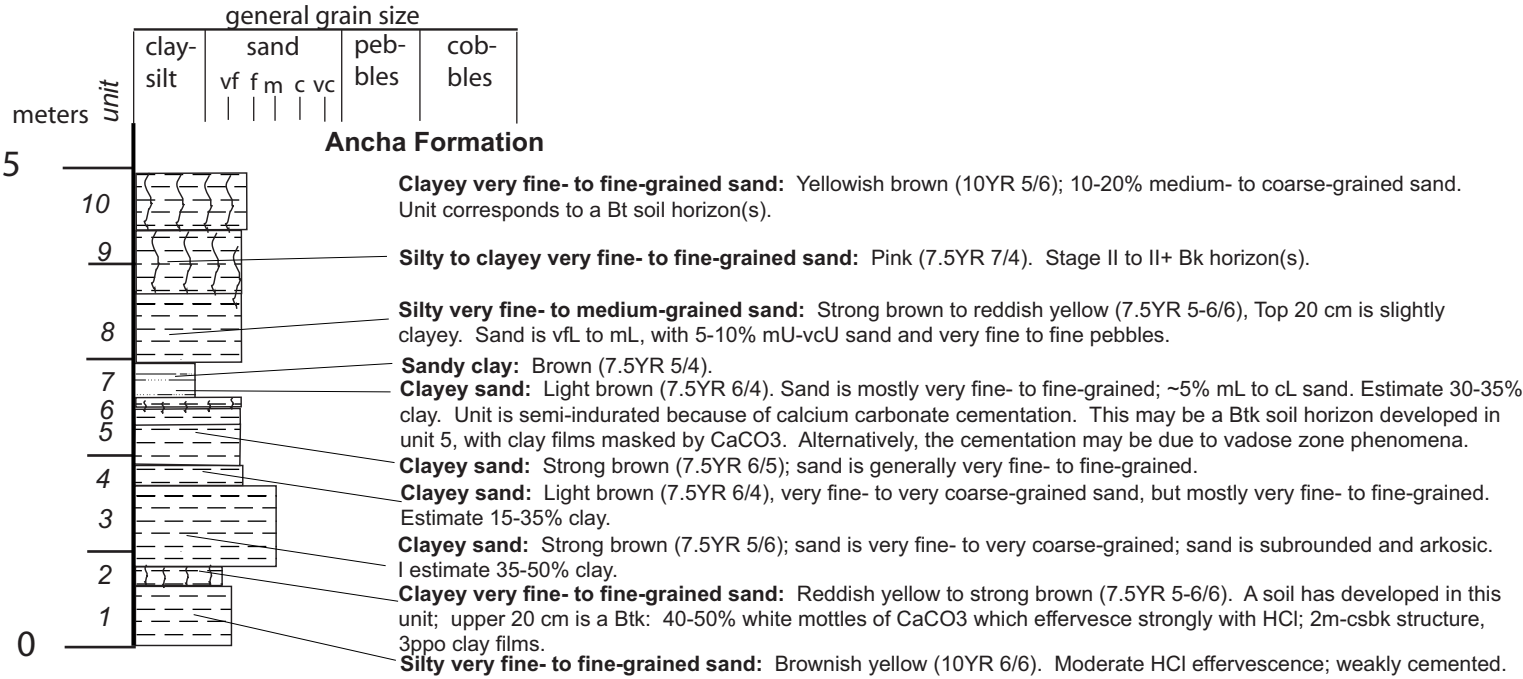 general grain size
clay-
silt
sand
vf f m c vc
peb-
bles
cob-
bles
meters
unit
Ancha Formation
5
10
Clayey very fine- to fine-grained sand: Yellowish brown (10YR 5/6); 10-20% medium- to coarse-grained sand.
Unit corresponds to a Bt soil horizon(s).
9
Silty to clayey very fine- to fine-grained sand: Pink (7.5YR 7/4). Stage II to II+ Bk horizon(s).
8
Silty very fine- to medium-grained sand: Strong brown to reddish yellow (7.5YR 5-6/6), Top 20 cm is slightly
clayey. Sand is vfL to mL, with 5-10% mU-vcU sand and very fine to fine pebbles.
7
Sandy clay: Brown (7.5YR 5/4).
6
Clayey sand: Light brown (7.5YR 6/4). Sand is mostly very fine- to fine-grained; ~5% mL to cL sand. Estimate 30-35%
clay. Unit is semi-indurated because of calcium carbonate cementation. This may be a Btk soil horizon developed in
unit 5, with clay films masked by CaCO3. Alternatively, the cementation may be due to vadose zone phenomena.
5
Clayey sand: Strong brown (7.5YR 6/5); sand is generally very fine- to fine-grained.
4
Clayey sand: Light brown (7.5YR 6/4), very fine- to very coarse-grained sand, but mostly very fine- to fine-grained.
Estimate 15-35% clay.
3
Clayey sand: Strong brown (7.5YR 5/6); sand is very fine- to very coarse-grained; sand is subrounded and arkosic.
I estimate 35-50% clay.
2
Clayey very fine- to fine-grained sand: Reddish yellow to strong brown (7.5YR 5-6/6). A soil has developed in this
unit; upper 20 cm is a Btk: 40-50% white mottles of CaCO3 which effervesce strongly with HCl; 2m-csbk structure,
3ppo clay films.
1
Silty very fine- to fine-grained sand: Brownish yellow (10YR 6/6). Moderate HCl effervescence; weakly cemented.
0